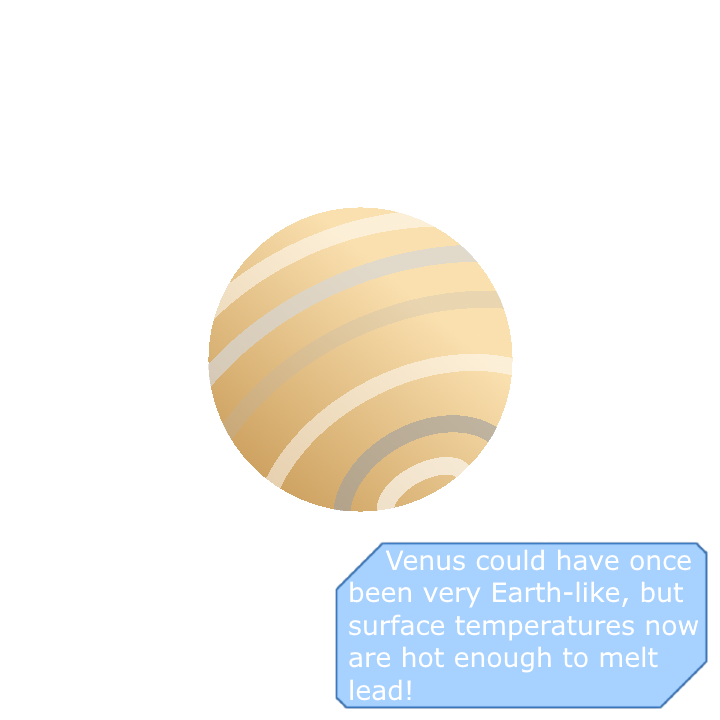 Venus could have once
been very Earth-like, but
surface temperatures now
are hot enough to melt
lead!